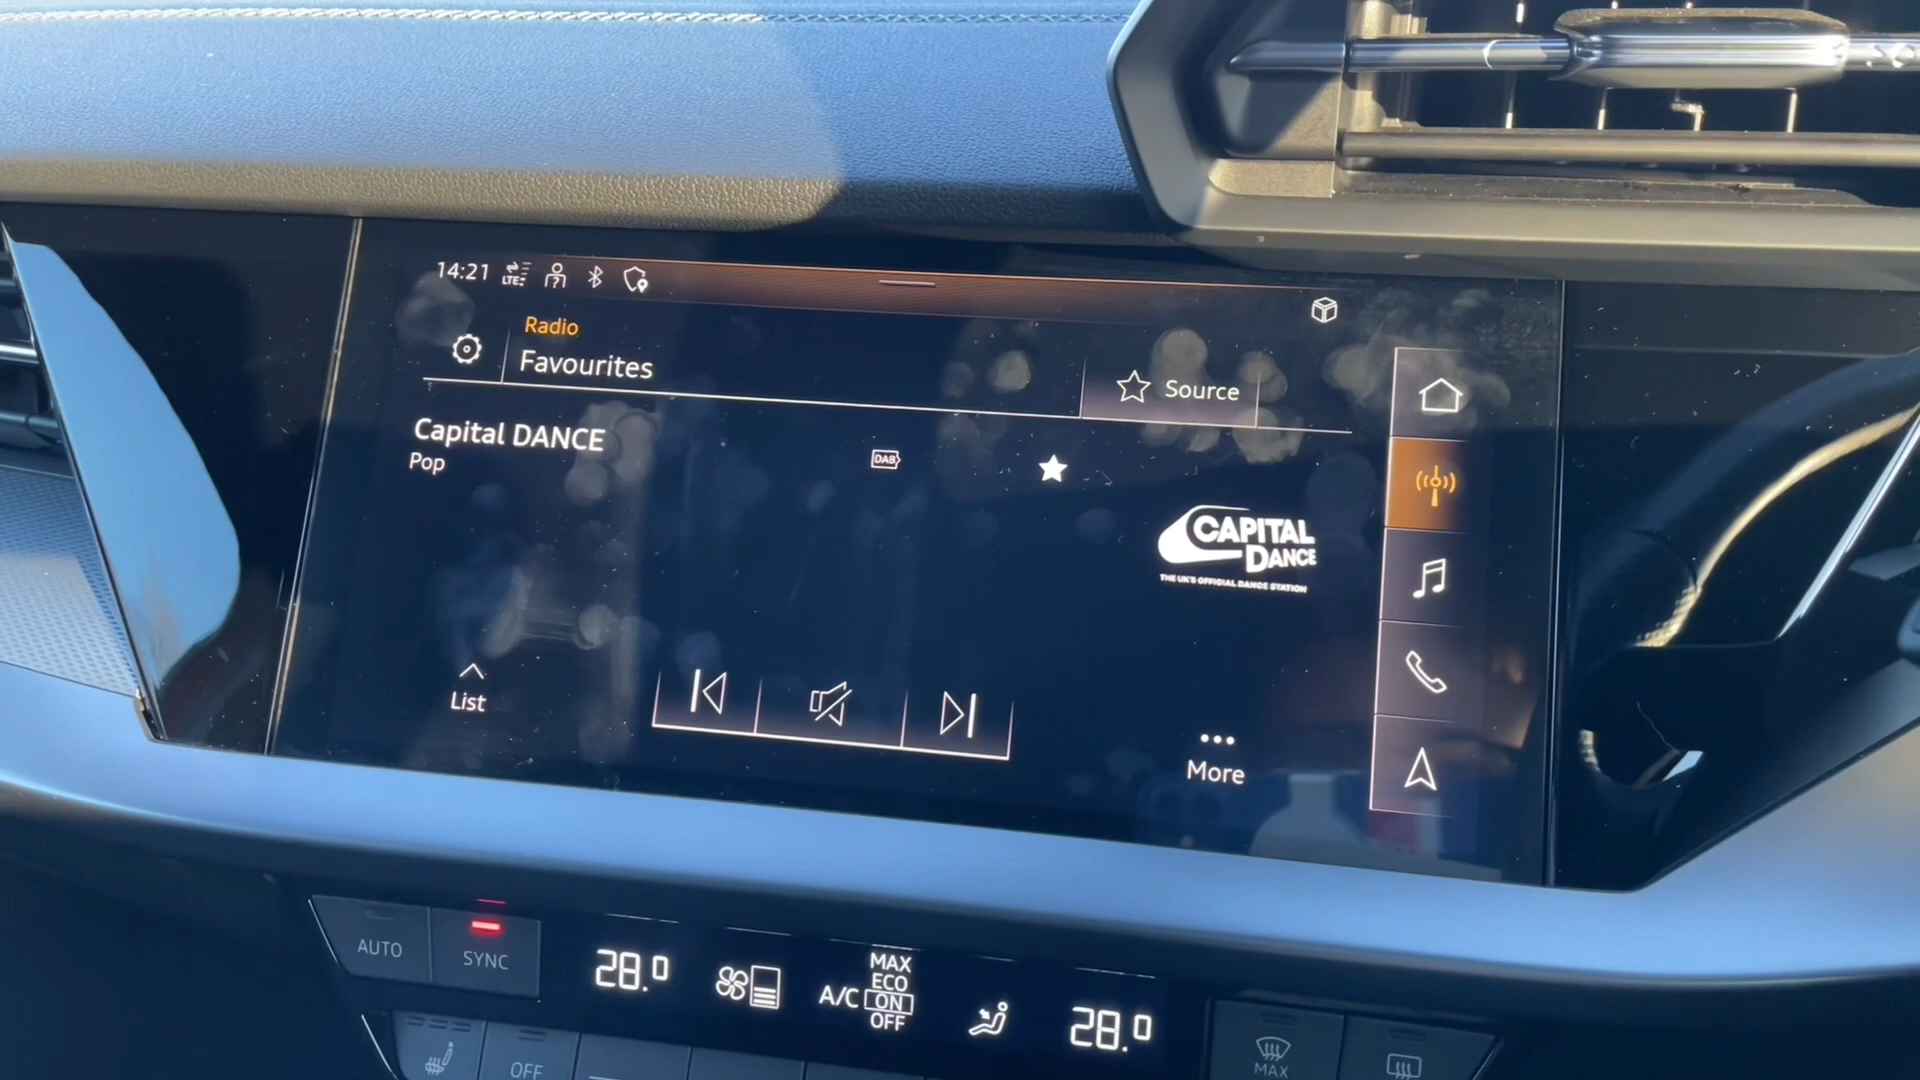 14:21 LTE
Radio
Favourites
Source
Capital DANCE
Pop
DAB
CAPITAL
DANCE
THE UK'S OFFICIAL DANCE STATION
List
More
AUTO
SYNC
28.0
A/C
MAX
ECO
ON
OFF
28.0
OFF
MAX